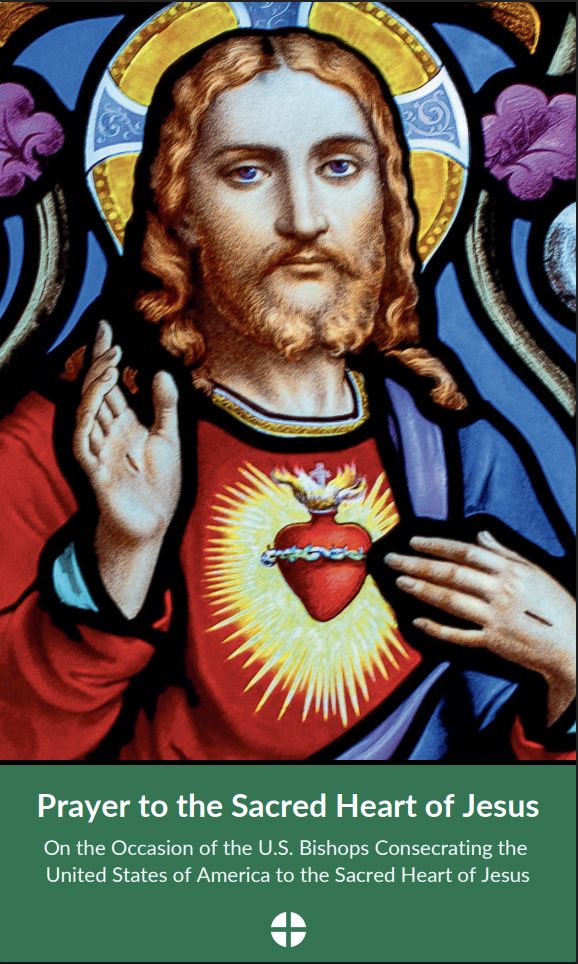 Prayer to the Sacred Heart of Jesus
On the Occasion of the U.S. Bishops Consecrating the
United States of America to the Sacred Heart of Jesus